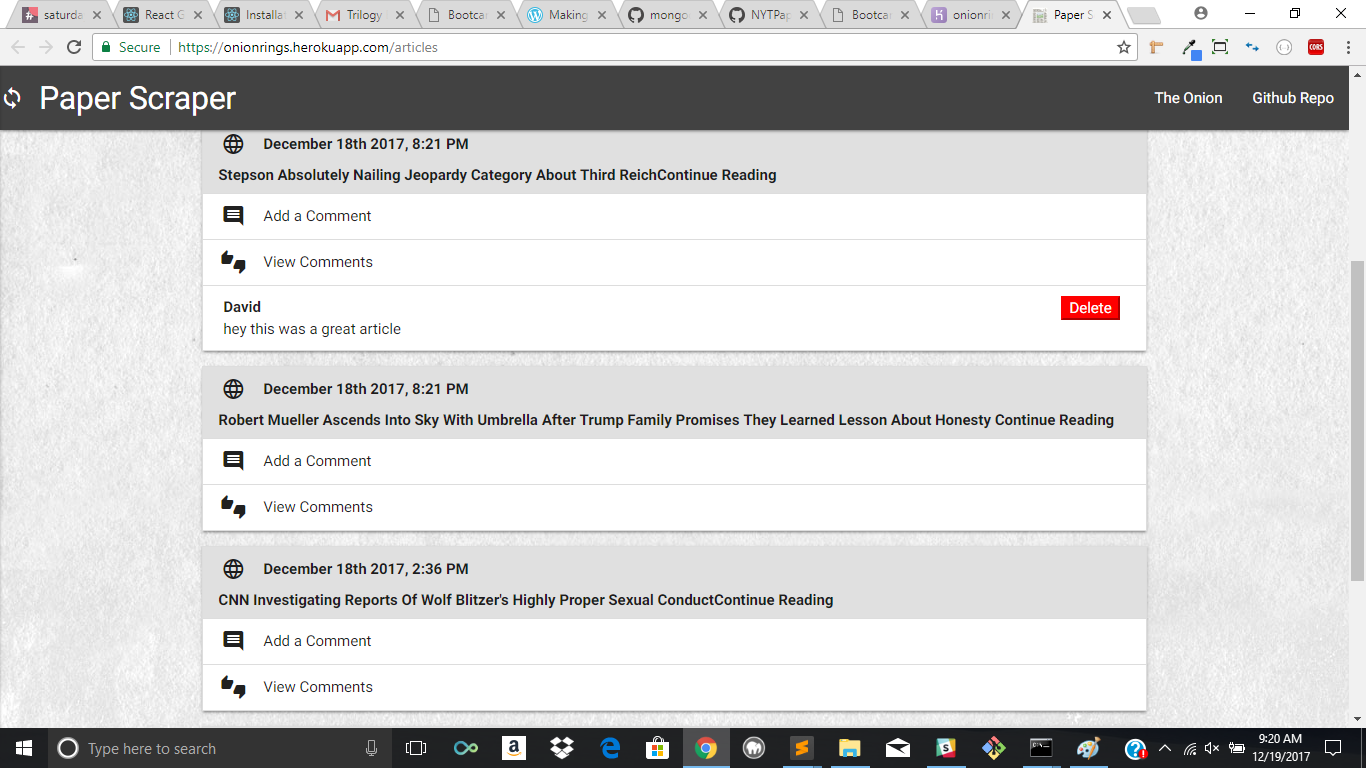 saturda
React G
Installat
Trilogy
Bootca
Making
mongo
NYTPap
Bootca
onionri
Paper S
Secure
https://onionrings.herokuapp.com/articles
CORS
Paper Scraper
The Onion
Github Repo
December 18th 2017, 8:21 PM
Stepson Absolutely Nailing Jeopardy Category About Third ReichContinue Reading
Add a Comment
View Comments
David
Delete
hey this was a great article
December 18th 2017, 8:21 PM
Robert Mueller Ascends Into Sky With Umbrella After Trump Family Promises They Learned Lesson About Honesty Continue Reading
Add a Comment
View Comments
December 18th 2017, 2:36 PM
CNN Investigating Reports Of Wolf Blitzer's Highly Proper Sexual ConductContinue Reading
Add a Comment
View Comments
Type here to search
9:20 AM
12/19/2017